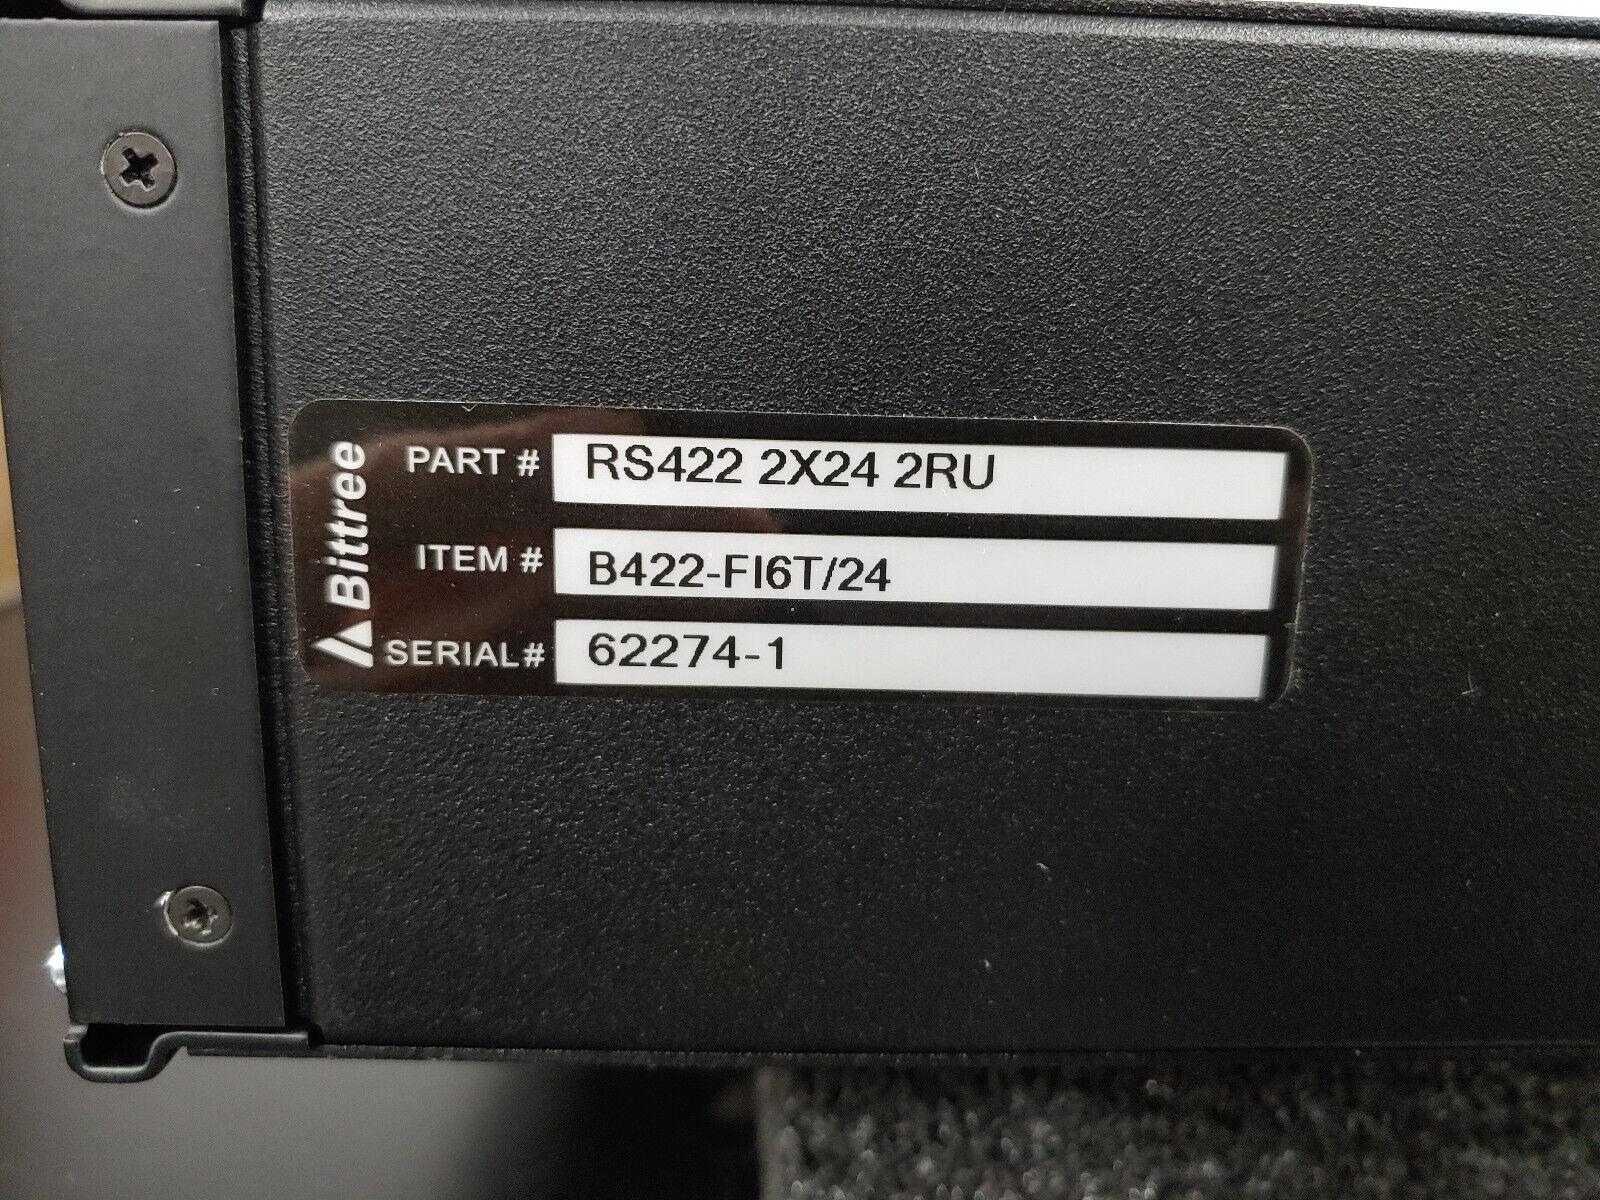 Bittree
PART # RS422 2X24 2RU
ITEM # B422-FI6T/24
SERIAL# 62274-1